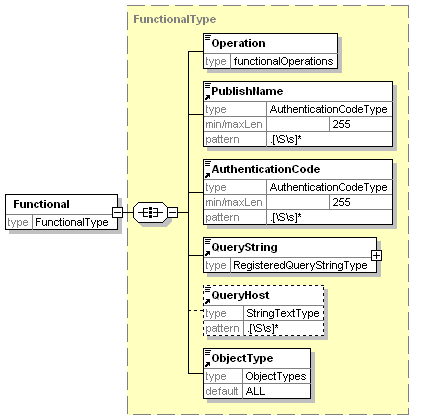 FunctionalType
Operation
type functionalOperations
PublishName
type AuthenticationCodeType
min/maxLen 255
pattern .[\S\s]*
AuthenticationCode
type AuthenticationCodeType
min/maxLen 255
pattern .[\S\s]*
Functional
type FunctionalType
QueryString
type RegisteredQueryStringType
QueryHost
type StringTextType
pattern .[\S\s]*
ObjectType
type ObjectTypes
default ALL